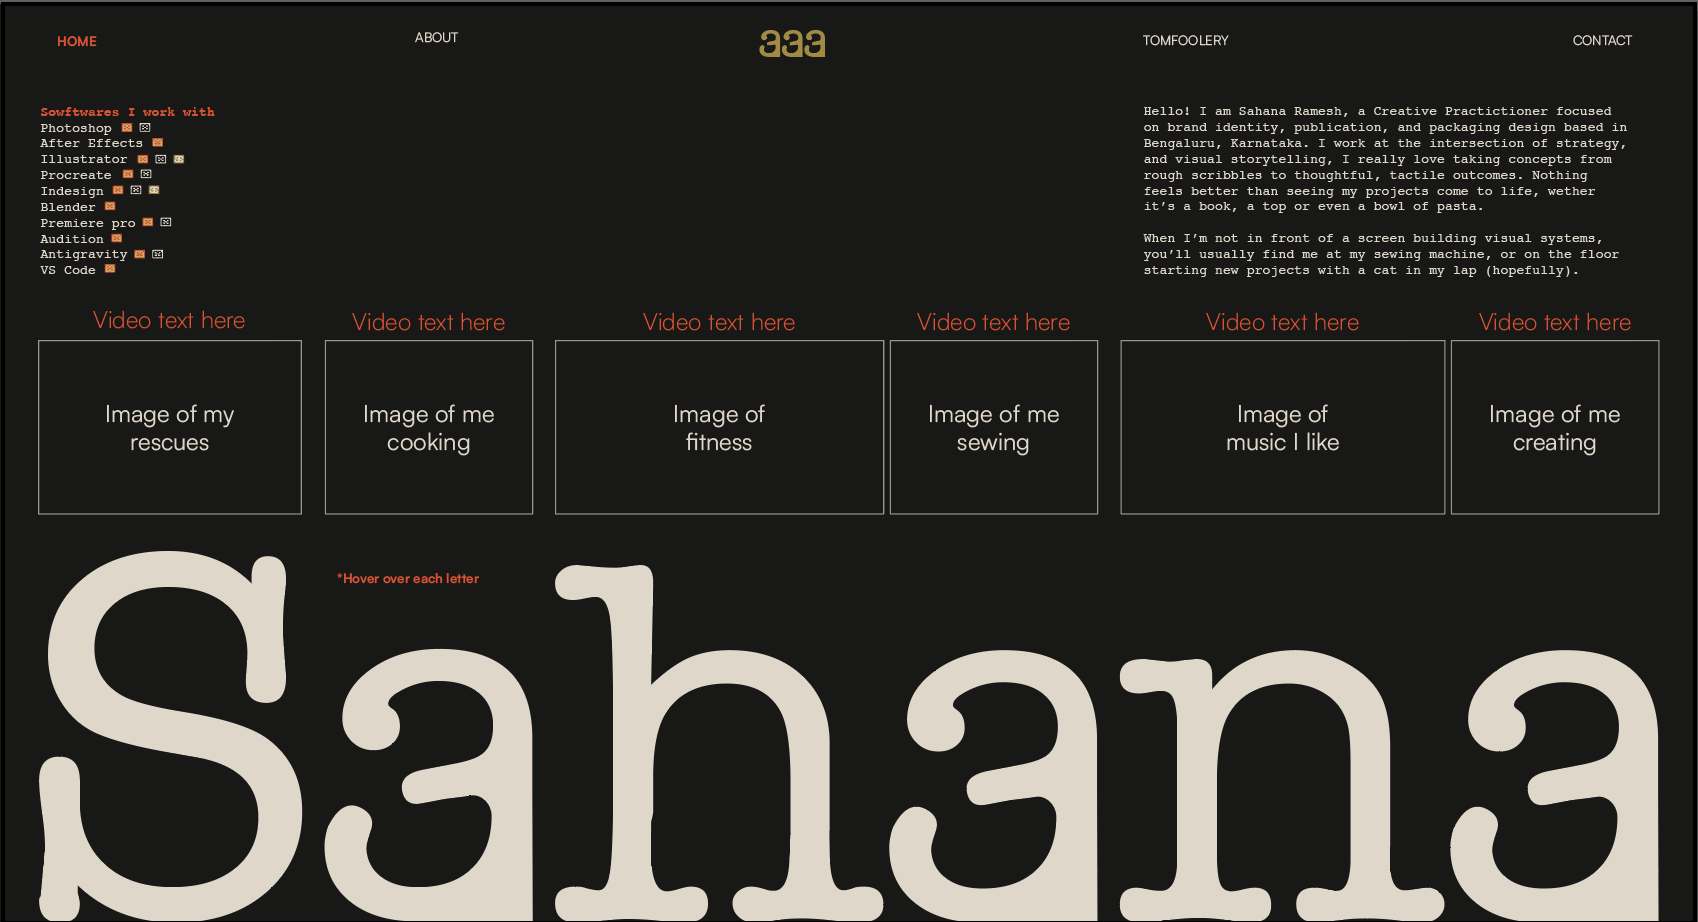 HOME
ABOUT
aaa
TOMFOOLERY
CONTACT
Sowftwares I work with
Photoshop
After Effects
Illustrator
Procreate
Indesign
Blender
Premiere pro
Audition
Antigravity
VS Code
Hello! I am Sahana Ramesh, a Creative Practictioner focused
on brand identity, publication, and packaging design based in
Bengaluru, Karnataka. I work at the intersection of strategy,
and visual storytelling, I really love taking concepts from
rough scribbles to thoughtful, tactile outcomes. Nothing
feels better than seeing my projects come to life, wether
it's a book, a top or even a bowl of pasta.
When I'm not in front of a screen building visual systems,
you'll usually find me at my sewing machine, or on the floor
starting new projects with a cat in my lap (hopefully).
Video text here
Video text here
Video text here
Video text here
Video text here
Video text here
Image of my
rescues
Image of me
cooking
Image of
fitness
Image of me
sewing
Image of
music I like
Image of me
creating
*Hover over each letter
Sahana